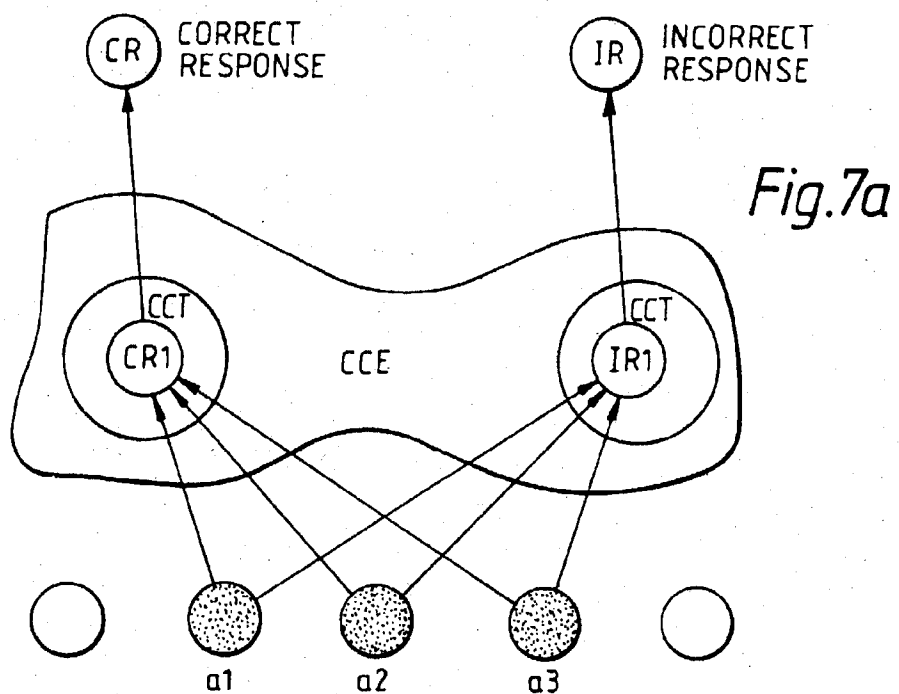 CR CORRECT RESPONSE
IR INCORRECT RESPONSE
Fig.7a
CCT
CR1
CCE
CCT
IR1
a1 a2 a3